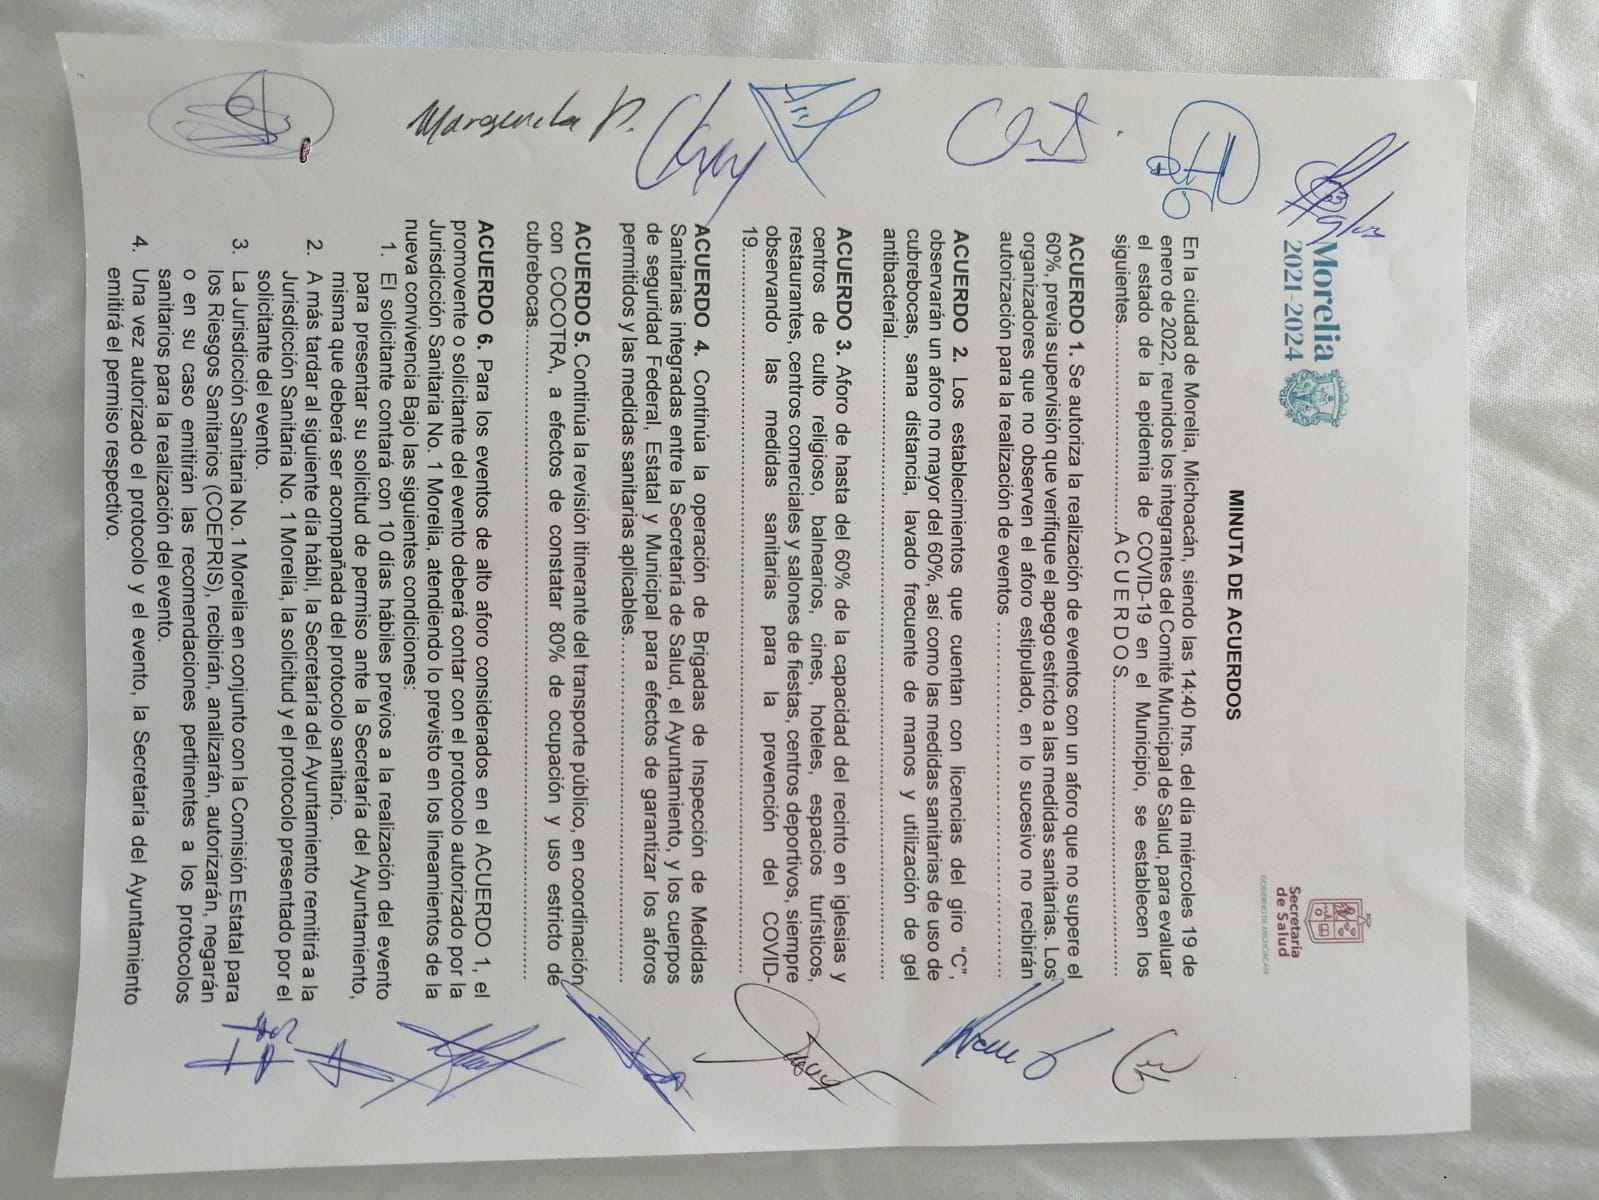 Morelia
2021-2024
Secretaría
de Salud
GOBIERNO DE MICHOACÁN
MINUTA DE ACUERDOS
En la ciudad de Morelia, Michoacán, siendo las 14:40 hrs. del día miércoles 19 de
enero de 2022, reunidos los integrantes del Comité Municipal de Salud, para evaluar
el estado de la epidemia de COVID-19 en el Municipio, se establecen los
siguientes..............................A C U E R D O S..........................................
ACUERDO 1. Se autoriza la realización de eventos con un aforo que no supere el
60%, previa supervisión que verifique el apego estricto a las medidas sanitarias. Los
organizadores que no observen el aforo estipulado, en lo sucesivo no recibirán
autorización para la realización de eventos .....................................................
ACUERDO 2. Los establecimientos que cuentan con licencias del giro "C",
observarán un aforo no mayor del 60%, así como las medidas sanitarias de uso de
cubrebocas, sana distancia, lavado frecuente de manos y utilización de gel
antibacterial..............................................................................................
ACUERDO 3. Aforo de hasta del 60% de la capacidad del recinto en iglesias y
centros de culto religioso, balnearios, cines, hoteles, espacios turísticos,
restaurantes, centros comerciales y salones de fiestas, centros deportivos, siempre
observando las medidas sanitarias para la prevención del COVID-
19...........................................................................................................
ACUERDO 4. Continúa la operación de Brigadas de Inspección de Medidas
Sanitarias integradas entre la Secretaría de Salud, el Ayuntamiento, y los cuerpos
de seguridad Federal, Estatal y Municipal para efectos de garantizar los aforos
permitidos y las medidas sanitarias aplicables..................................................
ACUERDO 5. Continúa la revisión itinerante del transporte público, en coordinación
con COCOTRA, a efectos de constatar 80% de ocupación y uso estricto de
cubrebocas...............................................................................................
ACUERDO 6. Para los eventos de alto aforo considerados en el ACUERDO 1, el
promovente o solicitante del evento deberá contar con el protocolo autorizado por la
Jurisdicción Sanitaria No. 1 Morelia, atendiendo lo previsto en los lineamientos de la
nueva convivencia Bajo las siguientes condiciones:
1. El solicitante contará con 10 días hábiles previos a la realización del evento
para presentar su solicitud de permiso ante la Secretaría del Ayuntamiento,
misma que deberá ser acompañada del protocolo sanitario.
2. A más tardar al siguiente día hábil, la Secretaría del Ayuntamiento remitirá a la
Jurisdicción Sanitaria No. 1 Morelia, la solicitud y el protocolo presentado por el
solicitante del evento.
3. La Jurisdicción Sanitaria No. 1 Morelia en conjunto con la Comisión Estatal para
los Riesgos Sanitarios (COEPRIS), recibirán, analizarán, autorizarán, negarán
o en su caso emitirán las recomendaciones pertinentes a los protocolos
sanitarios para la realización del evento.
4. Una vez autorizado el protocolo y el evento, la Secretaría del Ayuntamiento
emitirá el permiso respectivo.